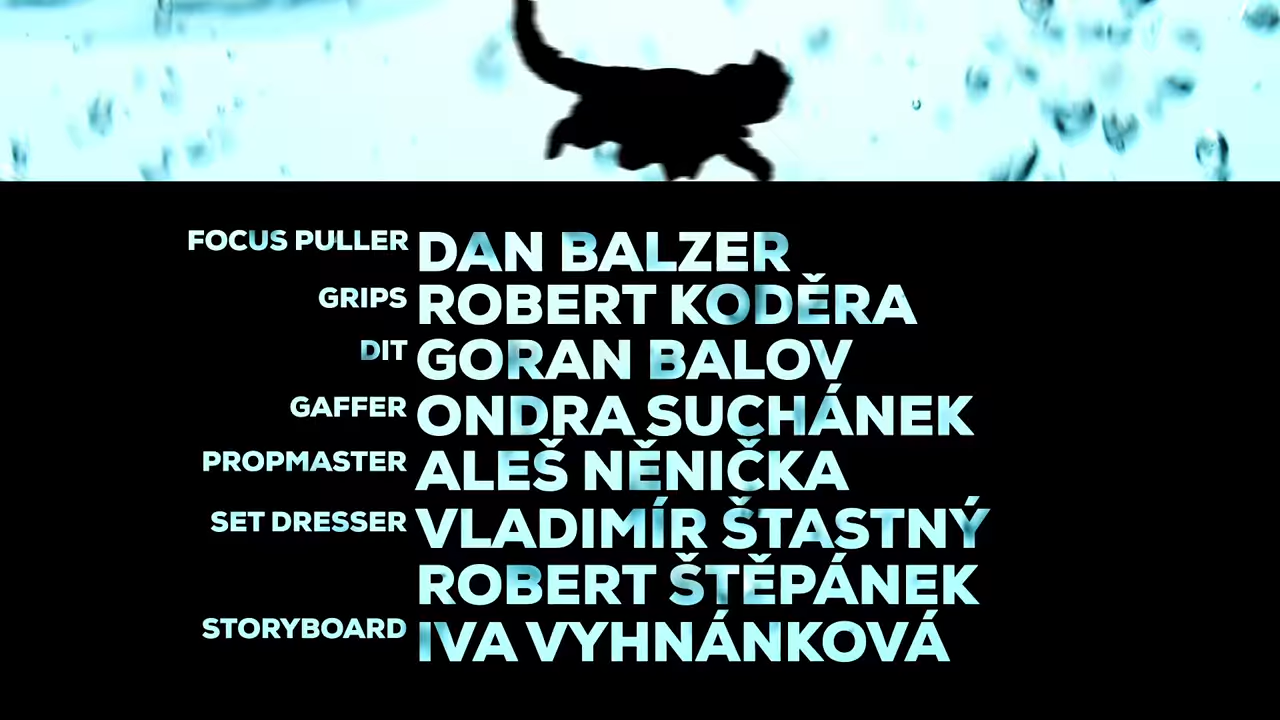 FOCUS PULLER DAN BALZER
GRIPS ROBERT KODĚRA
DIT GORAN BALOV
GAFFER ONDRA SUCHÁNEK
PROPMASTER ALEŠ NĚNIČKA
SET DRESSER VLADIMÍR ŠTASTNÝ
ROBERT ŠTĚPÁNEK
STORYBOARD IVA VYHNÁNKOVÁ